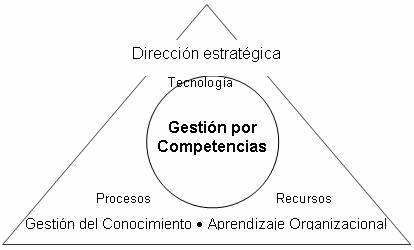 Dirección estratégica
Tecnología
Gestión por
Competencias
Procesos Recursos
Gestión del Conocimiento • Aprendizaje Organizacional